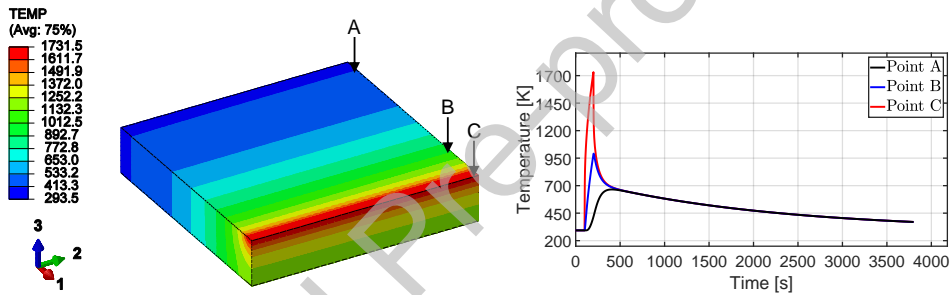 TEMP
(Avg: 75%)
1731.5
1611.7
1491.9
1372.0
1252.2
1132.3
1012.5
892.7
772.8
653.0
533.2
413.3
293.5
A
B
C
3
2
1
Pre-pro
Temperature [K]
1700
1450
1200
950
700
450
200
0 500 1000 1500 2000 2500 3000 3500 4000
Time [s]
Point A
Point B
Point C